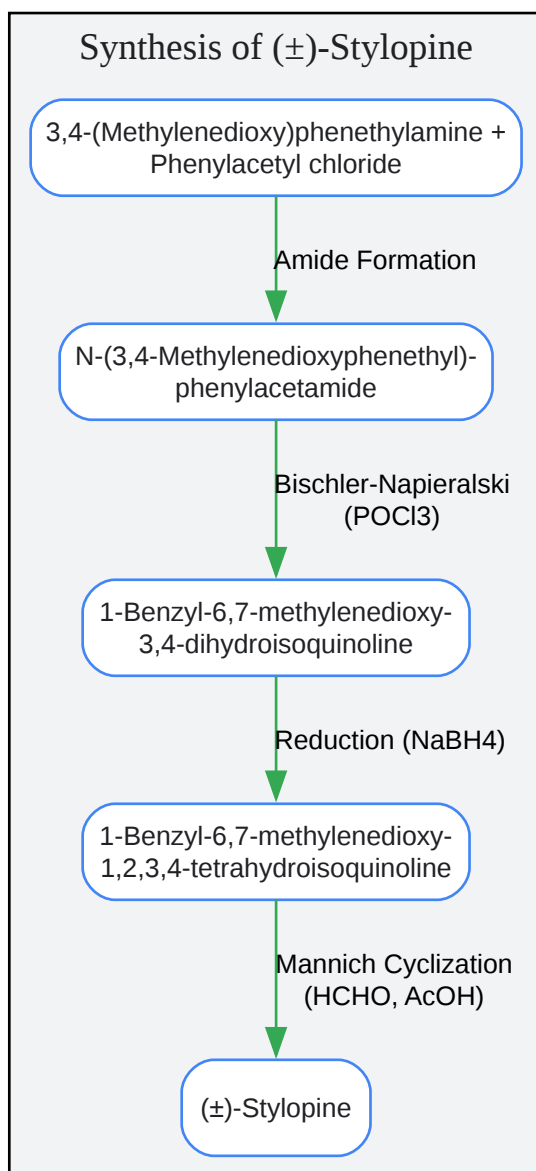 Synthesis of (±)-Stylopine
3,4-(Methylenedioxy)phenethylamine +
Phenylacetyl chloride
Amide Formation
N-(3,4-Methylenedioxyphenethyl)-
phenylacetamide
Bischler-Napieralski
(POCl3)
1-Benzyl-6,7-methylenedioxy-
3,4-dihydroisoquinoline
Reduction (NaBH4)
1-Benzyl-6,7-methylenedioxy-
1,2,3,4-tetrahydroisoquinoline
Mannich Cyclization
(HCHO, AcOH)
(±)-Stylopine